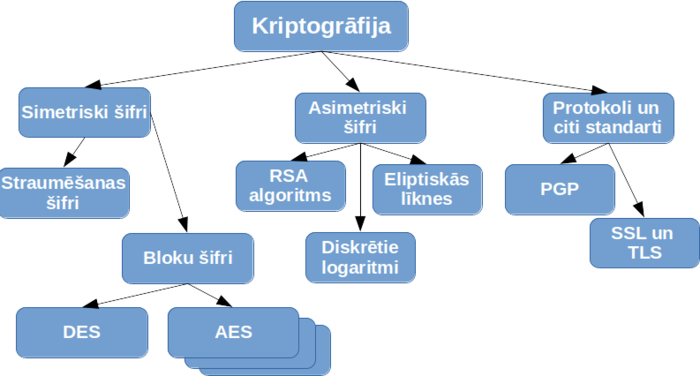 Kriptogrāfija
Simetriski šifri
Asimetriski
šifri
Protokoli un
citi standarti
Straumēšanas
šifri
RSA
algoritms
Eliptiskās
līknes
PGP
Bloku šifri
Diskrētie
logaritmi
SSL un
TLS
DES
AES